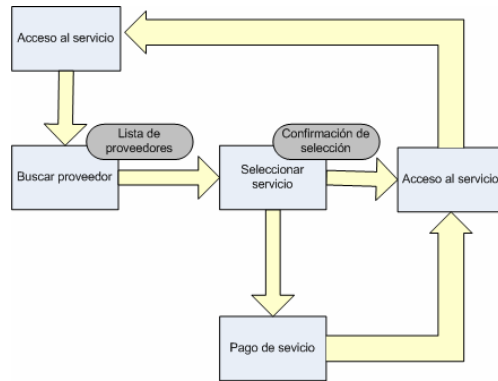 Acceso al servicio
Lista de
proveedores
Confirmación de
selección
Buscar proveedor
Seleccionar
servicio
Acceso al servicio
Pago de sevicio